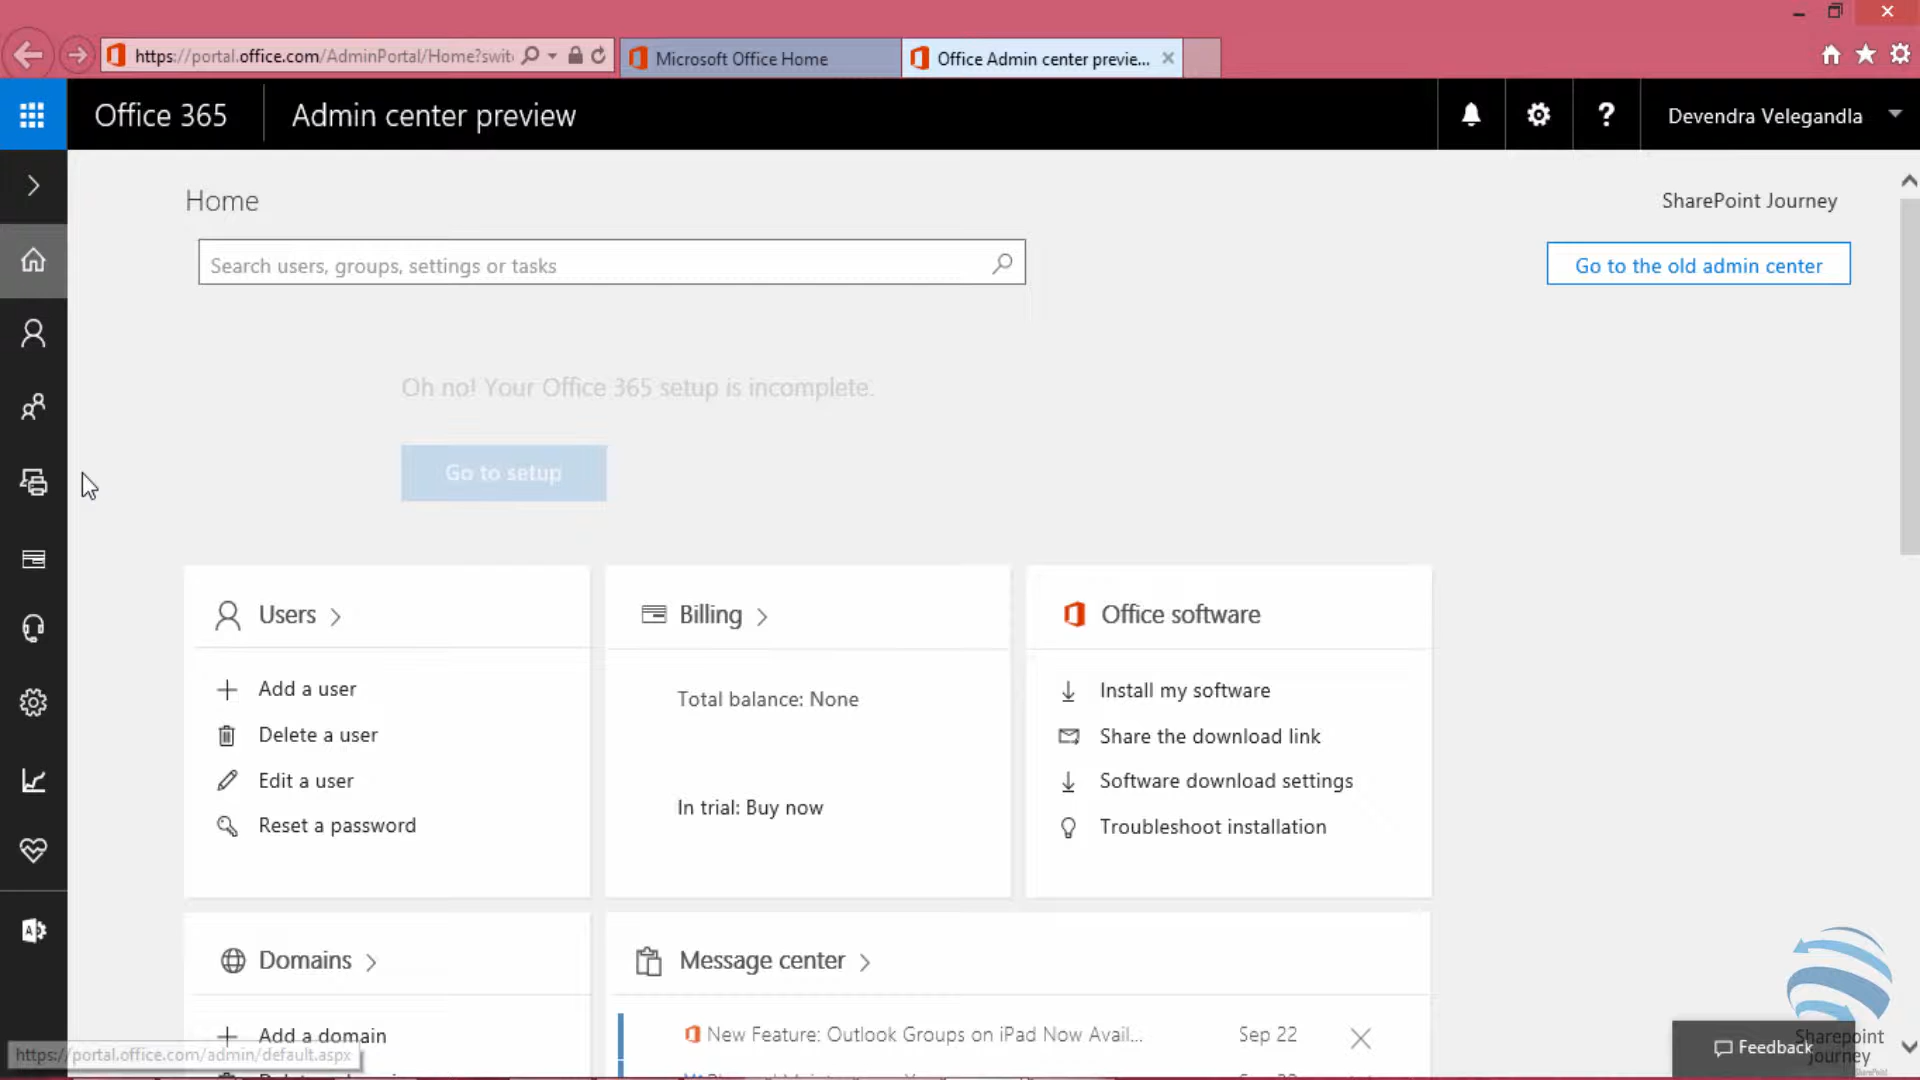 https://portal.office.com/AdminPortal/Home?swit
Microsoft Office Home
Office Admin center previe...
Office 365
Admin center preview
?
Devendra Velegandla
Home
SharePoint Journey
Search users, groups, settings or tasks
Go to the old admin center
Oh no! Your Office 365 setup is incomplete.
Go to setup
Users
Billing
Office software
Add a user
Delete a user
Edit a user
Reset a password
Total balance: None
In trial: Buy now
Install my software
Share the download link
Software download settings
Troubleshoot installation
A
Domains
Message center
Add a domain
New Feature: Outlook Groups on iPad Now Avail...
Sep 22
https://portal.office.com/admin/default.aspx
Feedback
Sharepoint
Journey